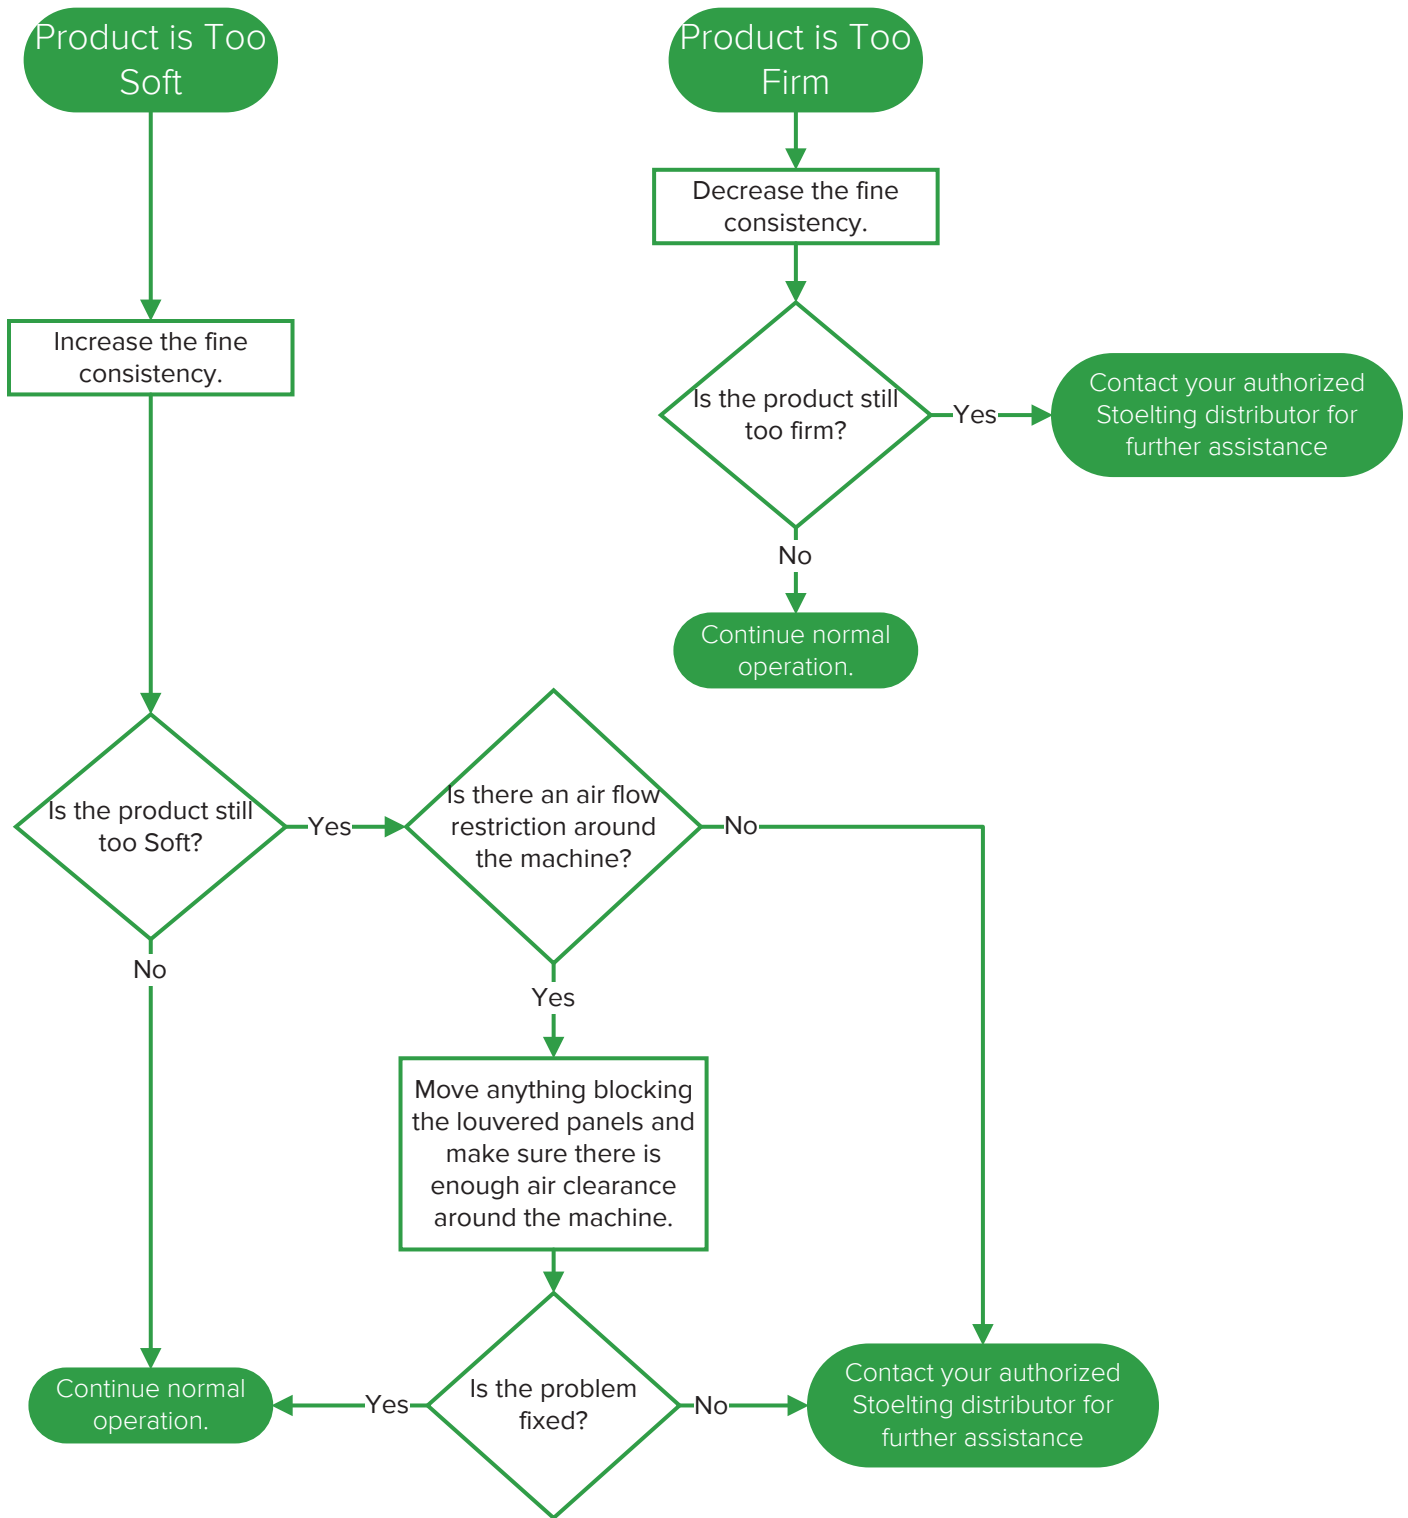 Product is Too
Soft
Increase the fine
consistency.
Is the product still
too Soft?
Yes
No
Is there an air flow
restriction around
the machine?
No
Yes
Move anything blocking
the louvered panels and
make sure there is
enough air clearance
around the machine.
Is the problem
fixed?
Yes
No
Continue normal
operation.
Contact your authorized
Stoelting distributor for
further assistance
Product is Too
Firm
Decrease the fine
consistency.
Is the product still
too firm?
Yes
Contact your authorized
Stoelting distributor for
further assistance
No
Continue normal
operation.